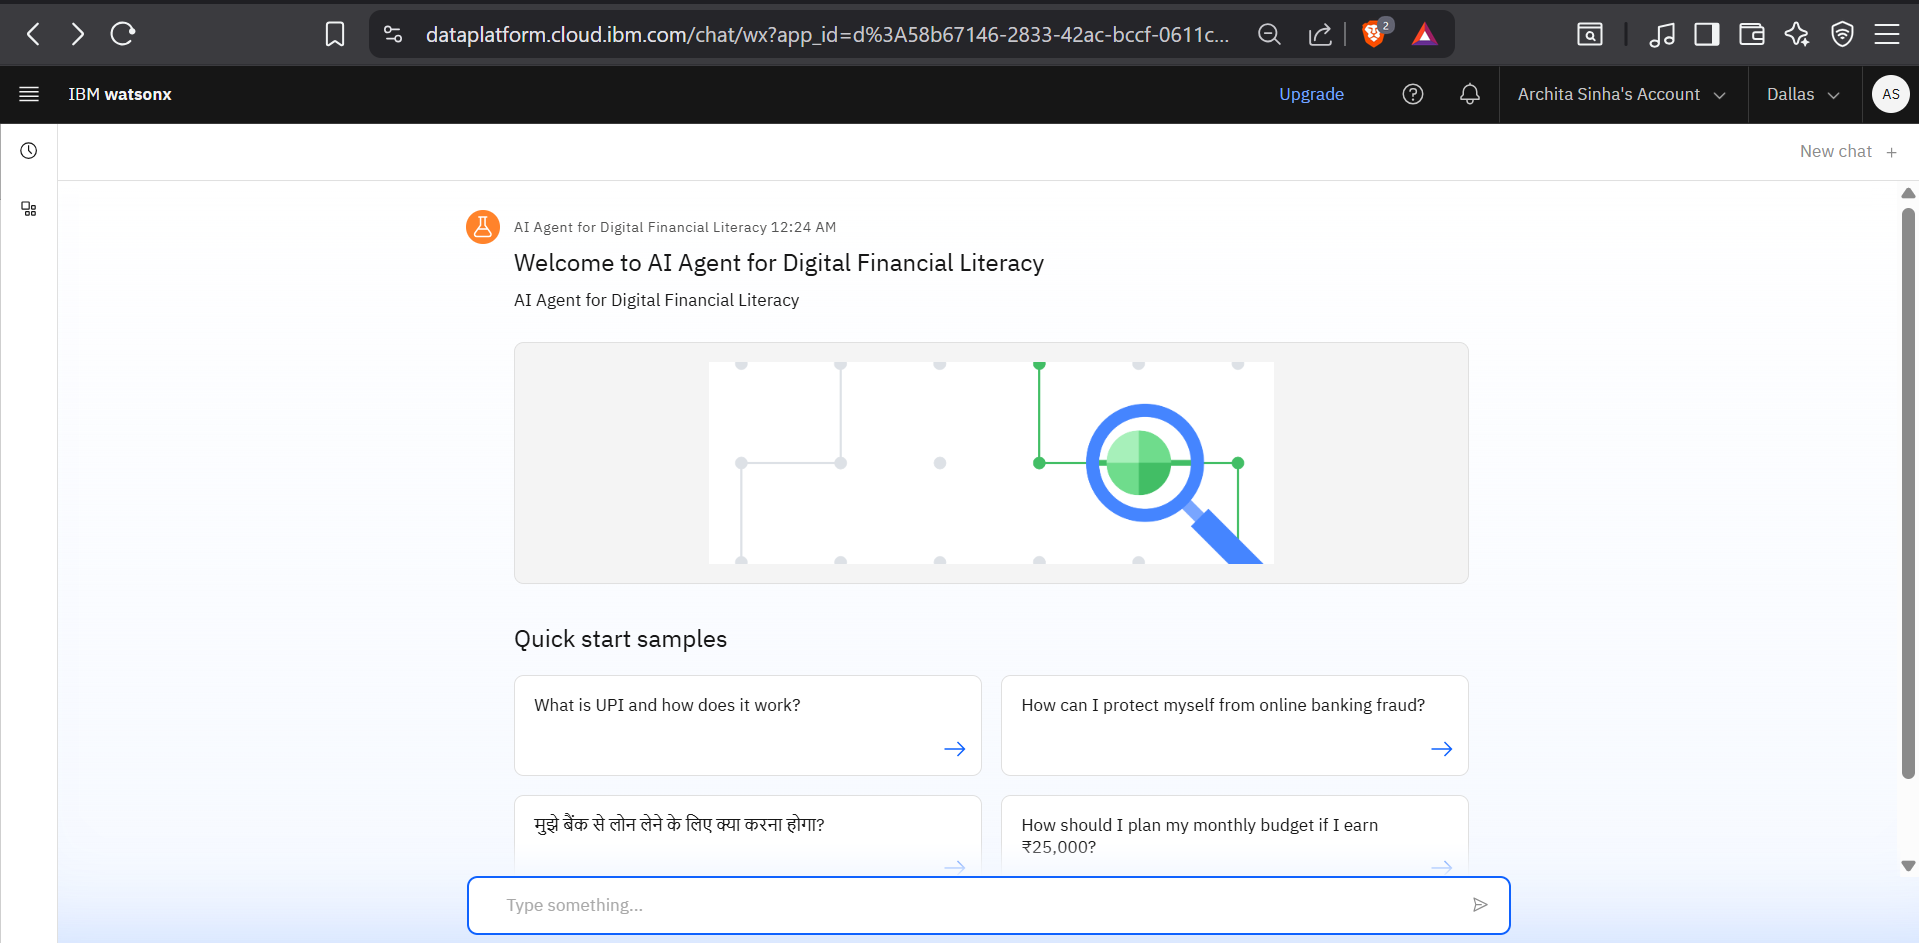 dataplatform.cloud.ibm.com/chat/wx?app_id=d%3A58b67146-2833-42ac-bccf-0611c...
2
IBM watsonx
Upgrade
Archita Sinha's Account
Dallas
AS
New chat +
AI Agent for Digital Financial Literacy 12:24 AM
Welcome to AI Agent for Digital Financial Literacy
AI Agent for Digital Financial Literacy
Quick start samples
What is UPI and how does it work?
How can I protect myself from online banking fraud?
मुझे बैंक से लोन लेने के लिए क्या करना होगा?
How should I plan my monthly budget if I earn
₹25,000?
Type something...